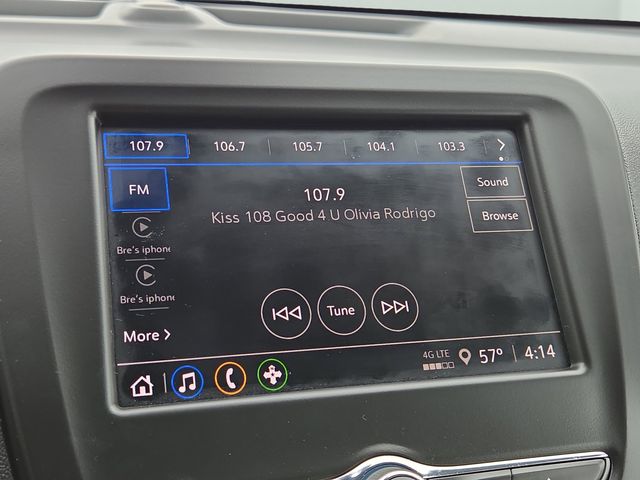 107.9 106.7 105.7 104.1 103.3 >
FM
107.9
Kiss 108 Good 4 U Olivia Rodrigo
Sound
Browse
Bre's iphone
Bre's iphone
Tune
More >
4G LTE 57° 4:14